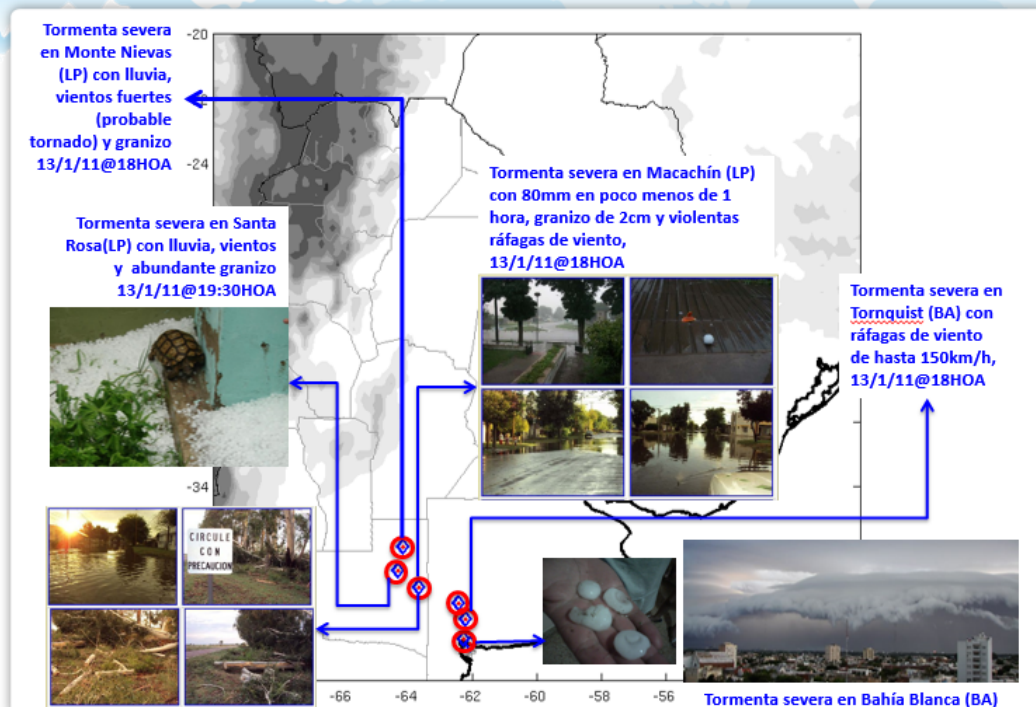 Tormenta severa
en Monte Nievas
(LP) con lluvia,
vientos fuertes
(probable
tornado) y granizo
13/1/11@18HOA
-20
-24
-34
Tormenta severa en Macachín (LP)
con 80mm en poco menos de 1
hora, granizo de 2cm y violentas
ráfagas de viento,
13/1/11@18HOA
Tormenta severa en Santa
Rosa(LP) con lluvia, vientos
y abundante granizo
13/1/11@19:30HOA
Tormenta severa en
Tornquist (BA) con
ráfagas de viento
de hasta 150km/h,
13/1/11@18HOA
CIRCULE
CON
PRECAUCION
-66
-64
-62
-60
-58
-56
Tormenta severa en Bahía Blanca (BA)